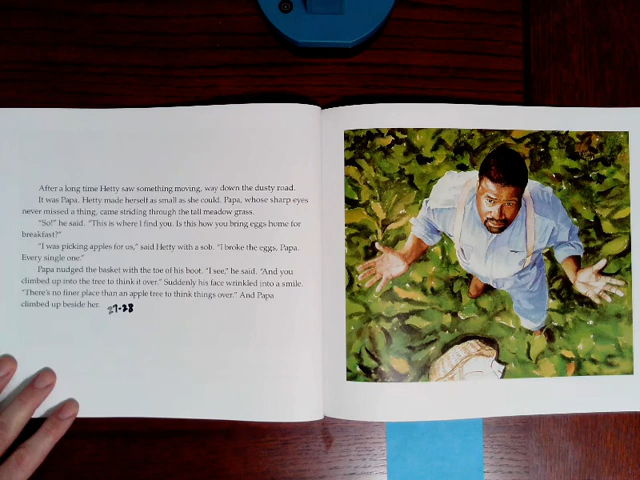 After a long time Hetty saw something moving, way down the dusty road.
It was Papa. Hetty made herself as small as she could. Papa, whose sharp eyes
never missed a thing, came striding through the tall meadow grass.
"So!" he said. "This is where I find you. Is this how you bring eggs home for
breakfast?"
"I was picking apples for us," said Hetty with a sob. "I broke the eggs, Papa.
Every single one."
Papa nudged the basket with the toe of his boot. "I see," he said. "And you
climbed up into the tree to think it over." Suddenly his face wrinkled into a smile.
"There's no finer place than an apple tree to think things over." And Papa
climbed up beside her. 27-28